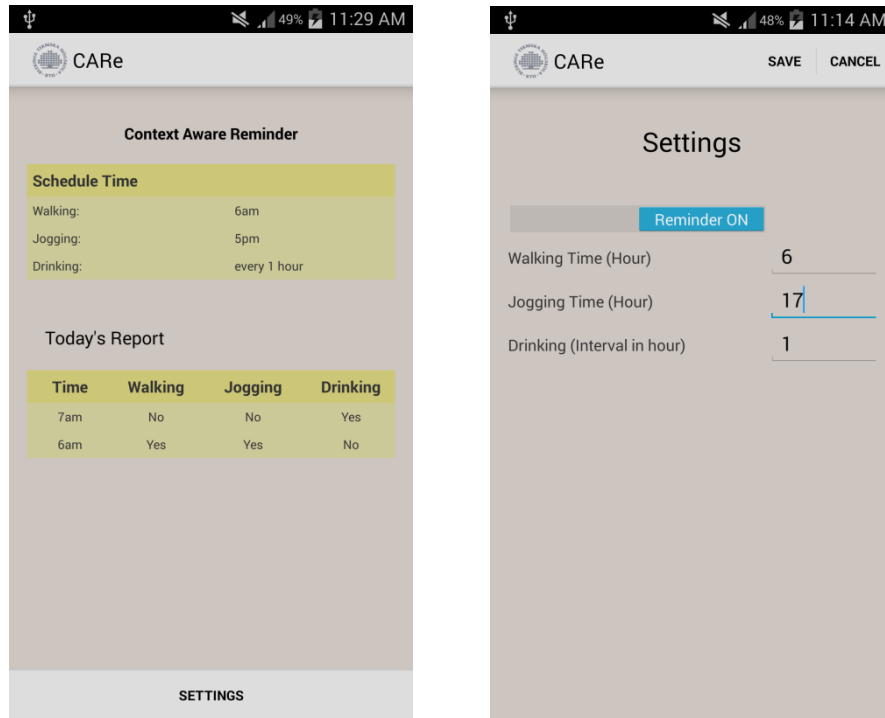 49% 11:29 AM
CARe
Context Aware Reminder
Schedule Time
Walking: 6am
Jogging: 5pm
Drinking: every 1 hour
Today's Report
Time Walking Jogging Drinking
7am No No Yes
6am Yes Yes No
SETTINGS
48% 11:14 AM
CARe SAVE CANCEL
Settings
Reminder ON
Walking Time (Hour) 6
Jogging Time (Hour) 17
Drinking (Interval in hour) 1